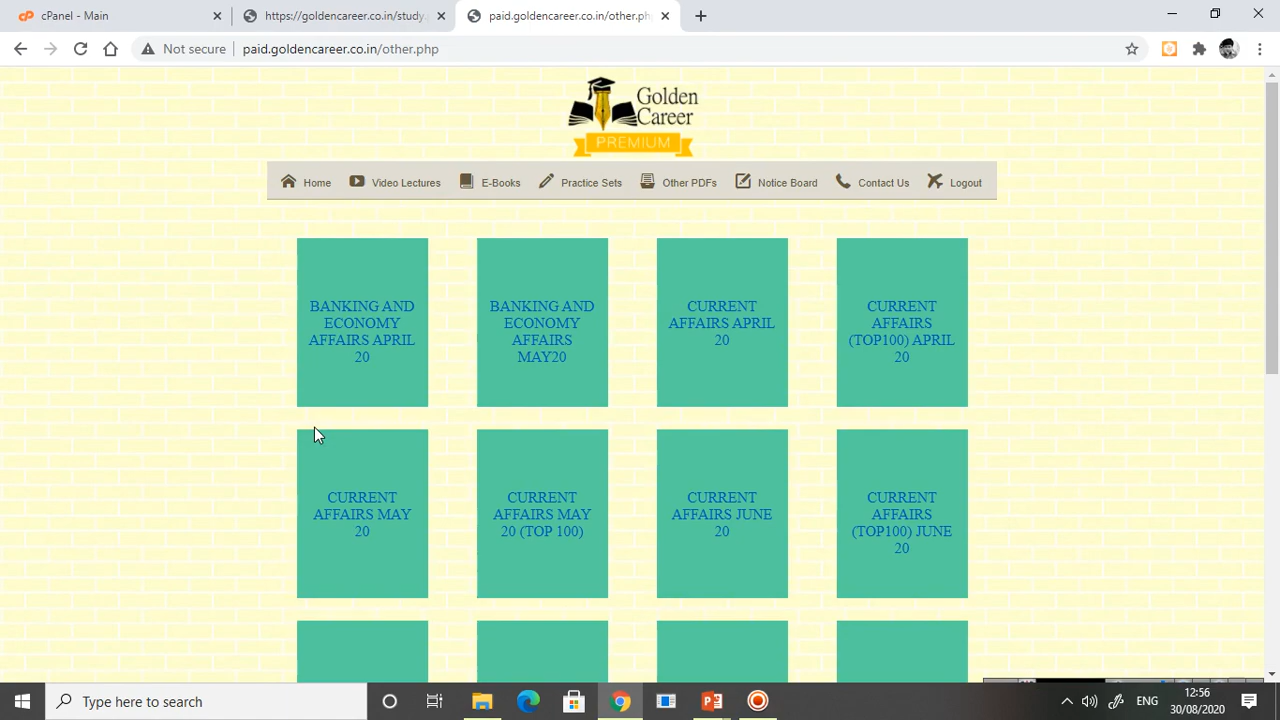 cPanel - Main
https://goldencareer.co.in/study
paid.goldencareer.co.in/other.php
Not secure
paid.goldencareer.co.in/other.php
Golden
Career
PREMIUM
Home
Video Lectures
E-Books
Practice Sets
Other PDFs
Notice Board
Contact Us
Logout
BANKING AND
ECONOMY
AFFAIRS APRIL
20
BANKING AND
ECONOMY
AFFAIRS
MAY20
CURRENT
AFFAIRS APRIL
20
CURRENT
AFFAIRS
(TOP100) APRIL
20
CURRENT
AFFAIRS MAY
20
CURRENT
AFFAIRS MAY
20 (TOP 100)
CURRENT
AFFAIRS JUNE
20
CURRENT
AFFAIRS
(TOP100) JUNE
20
Type here to search
ENG
12:56
30/08/2020